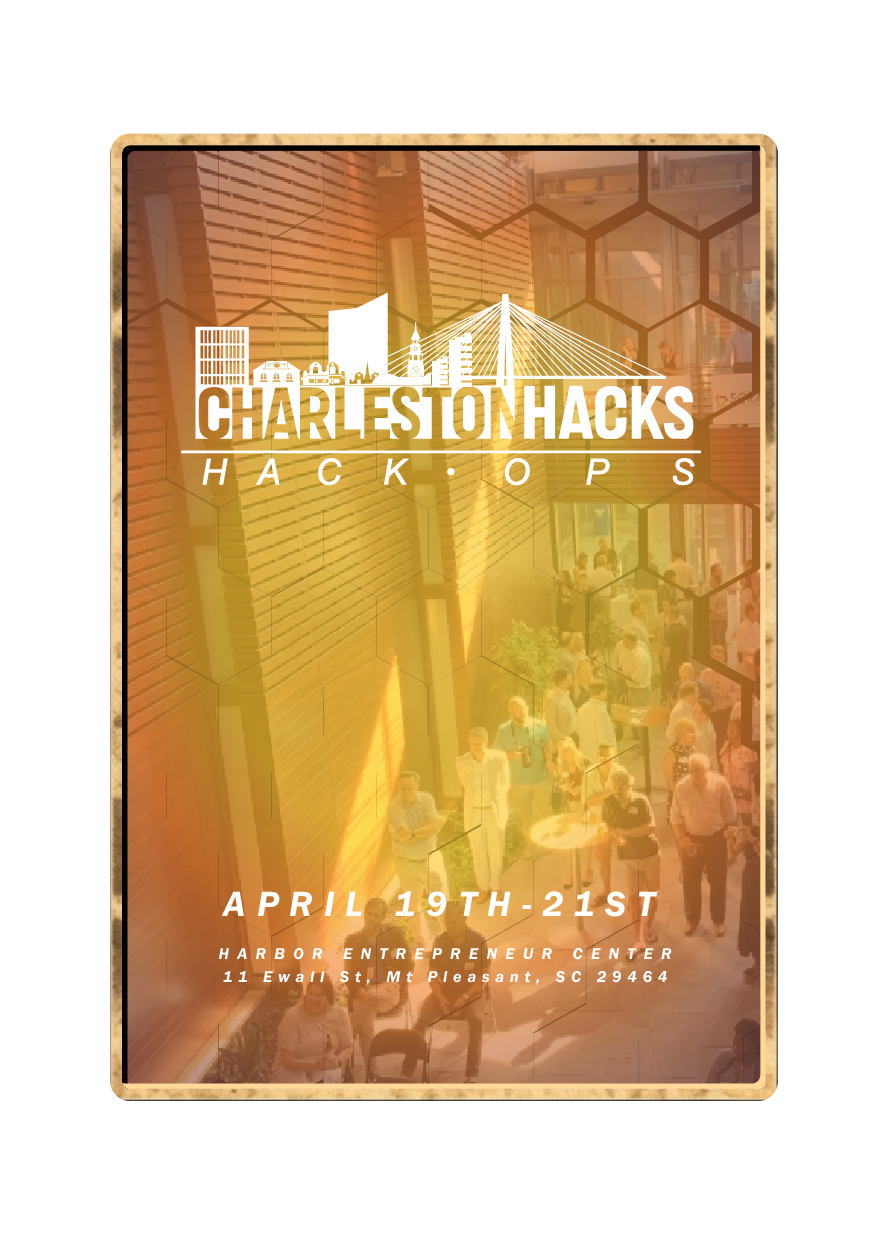 CHARLESTONHACKS
HACK•OPS
APRIL 19TH-21ST
HARBOR ENTREPRENEUR CENTER
11 Ewall St, Mt Pleasant, SC 29464